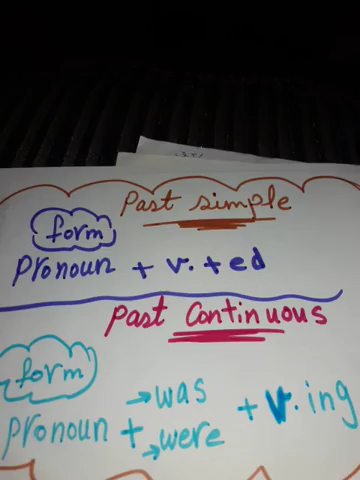 Past simple
form
pronoun + v. + ed
past Continuous
form
→was
pronoun + →were + v. ing